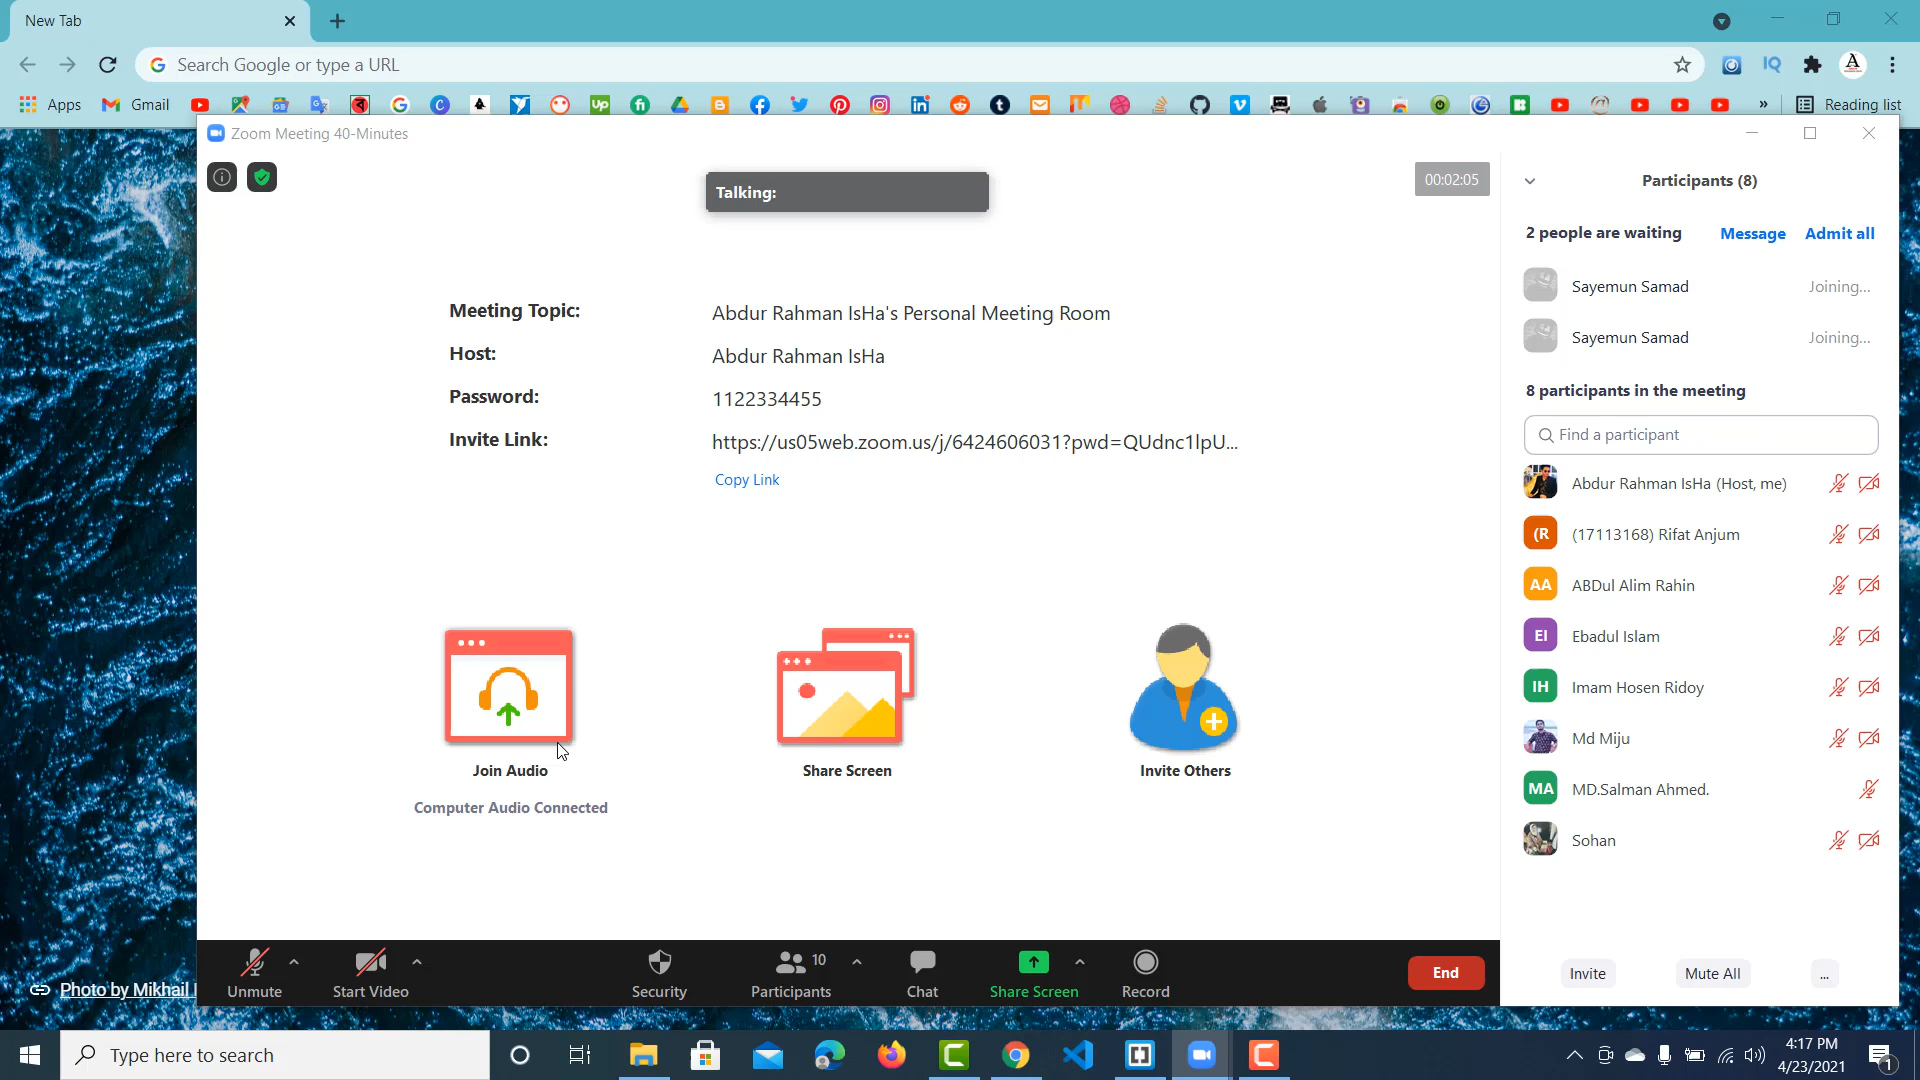 New Tab
Search Google or type a URL
Apps
Gmail
Reading list
Zoom Meeting 40-Minutes
Talking:
00:02:05
Meeting Topic: Abdur Rahman IsHa's Personal Meeting Room
Host: Abdur Rahman IsHa
Password: 1122334455
Invite Link: https://us05web.zoom.us/j/6424606031?pwd=QUdnc1lpU...
Copy Link
Join Audio
Computer Audio Connected
Share Screen
Invite Others
Participants (8)
2 people are waiting Message Admit all
Sayemun Samad Joining...
Sayemun Samad Joining...
8 participants in the meeting
Find a participant
Abdur Rahman IsHa (Host, me)
(R (17113168) Rifat Anjum
AA ABDul Alim Rahin
EI Ebadul Islam
IH Imam Hosen Ridoy
Md Miju
MA MD.Salman Ahmed.
Sohan
Invite Mute All ...
Unmute
Start Video
Security
Participants 10
Chat
Share Screen
Record
End
Photo by Mikhail
Type here to search
4:17 PM
4/23/2021
1